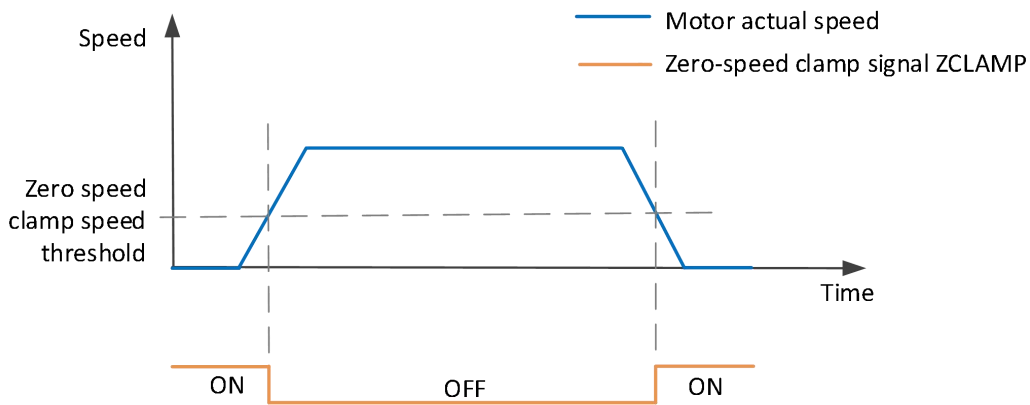 Speed
Motor actual speed
Zero-speed clamp signal ZCLAMP
Zero speed
clamp speed
threshold
Time
ON
OFF
ON